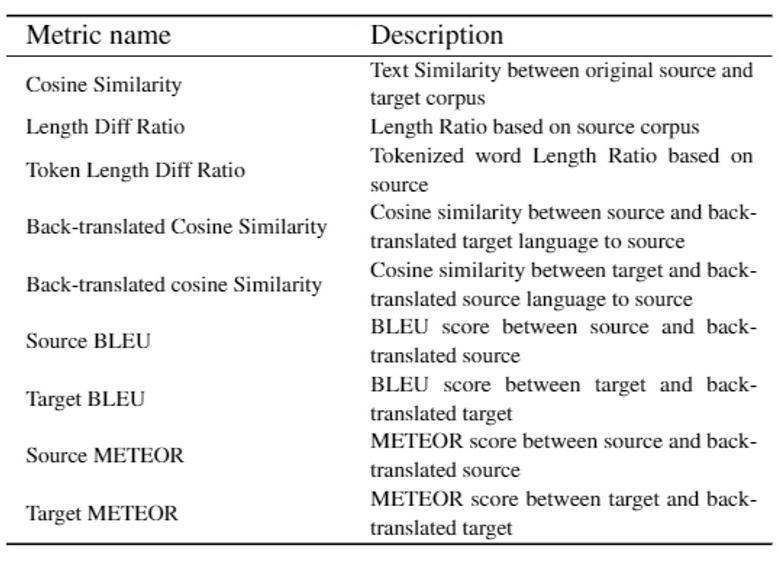 Metric name Description
Cosine Similarity Text Similarity between original source and
target corpus
Length Diff Ratio Length Ratio based on source corpus
Token Length Diff Ratio Tokenized word Length Ratio based on
source
Back-translated Cosine Similarity Cosine similarity between source and back-
translated target language to source
Back-translated cosine Similarity Cosine similarity between target and back-
translated source language to source
Source BLEU BLEU score between source and back-
translated source
Target BLEU BLEU score between target and back-
translated target
Source METEOR METEOR score between source and back-
translated source
Target METEOR METEOR score between target and back-
translated target